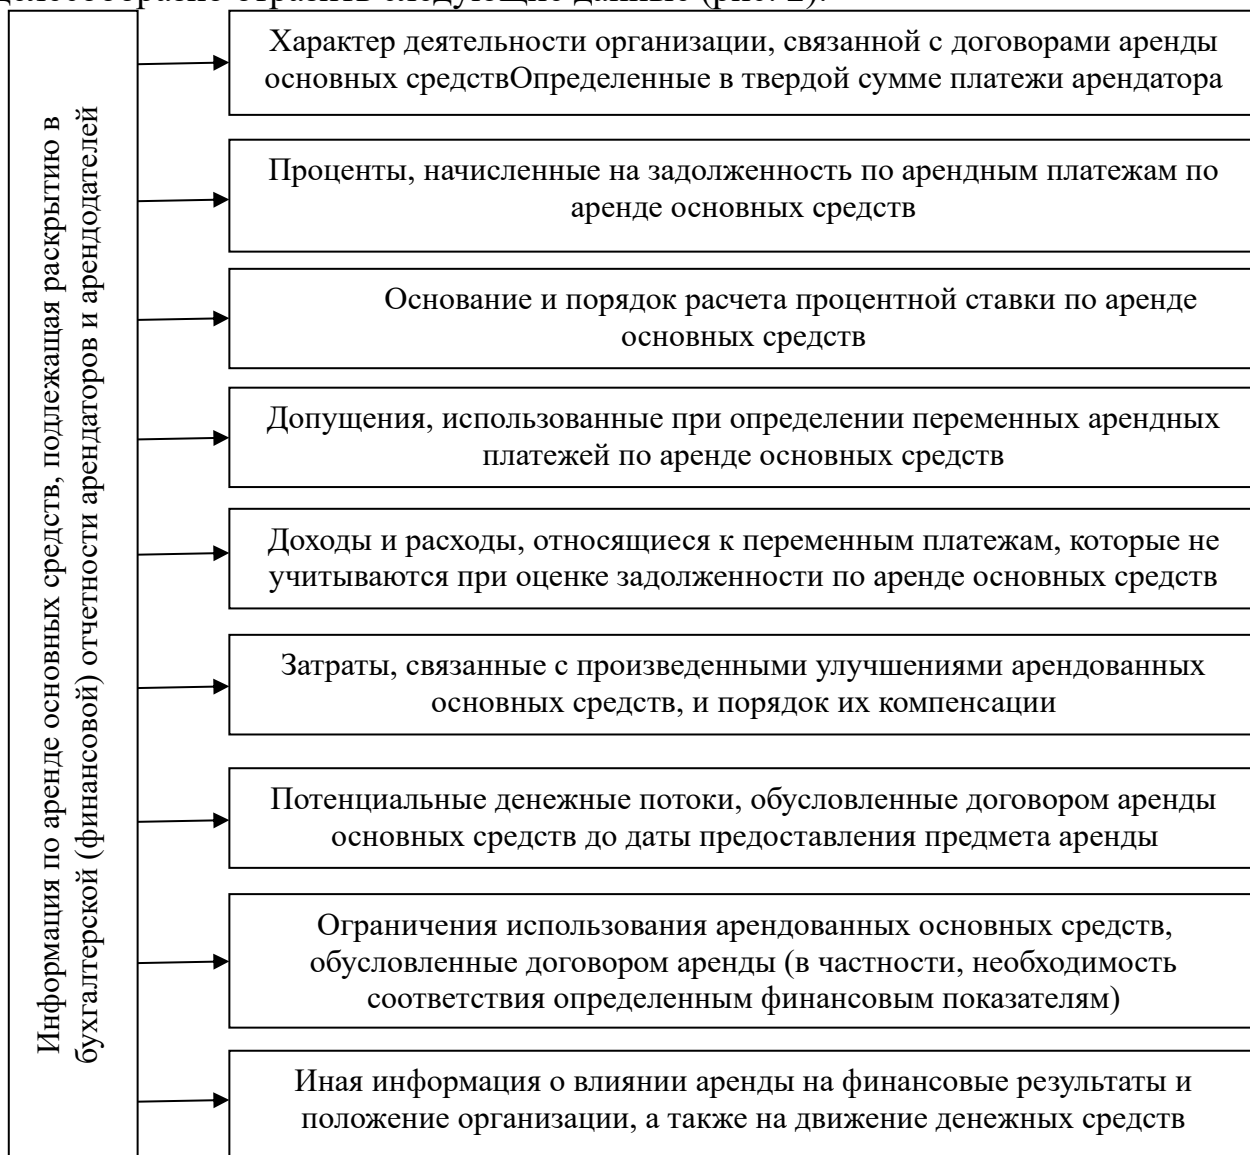 целесообразно отразить следующие данные (рис. 2).
Информация по аренде основных средств, подлежащая раскрытию в
бухгалтерской (финансовой) отчетности арендаторов и арендодателей
Характер деятельности организации, связанной с договорами аренды
основных средствОпределенные в твердой сумме платежи арендатора
Проценты, начисленные на задолженность по арендным платежам по
аренде основных средств
Основание и порядок расчета процентной ставки по аренде
основных средств
Допущения, использованные при определении переменных арендных
платежей по аренде основных средств
Доходы и расходы, относящиеся к переменным платежам, которые не
учитываются при оценке задолженности по аренде основных средств
Затраты, связанные с произведенными улучшениями арендованных
основных средств, и порядок их компенсации
Потенциальные денежные потоки, обусловленные договором аренды
основных средств до даты предоставления предмета аренды
Ограничения использования арендованных основных средств,
обусловленные договором аренды (в частности, необходимость
соответствия определенным финансовым показателям)
Иная информация о влиянии аренды на финансовые результаты и
положение организации, а также на движение денежных средств